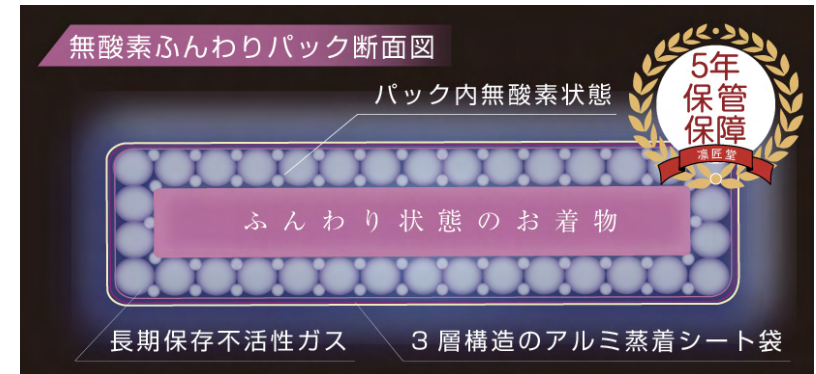 無酸素ふんわりパック断面図
5年
保管
保障
凛匠堂
パック内無酸素状態
ふんわり状態のお着物
長期保存不活性ガス
3層構造のアルミ蒸着シート袋